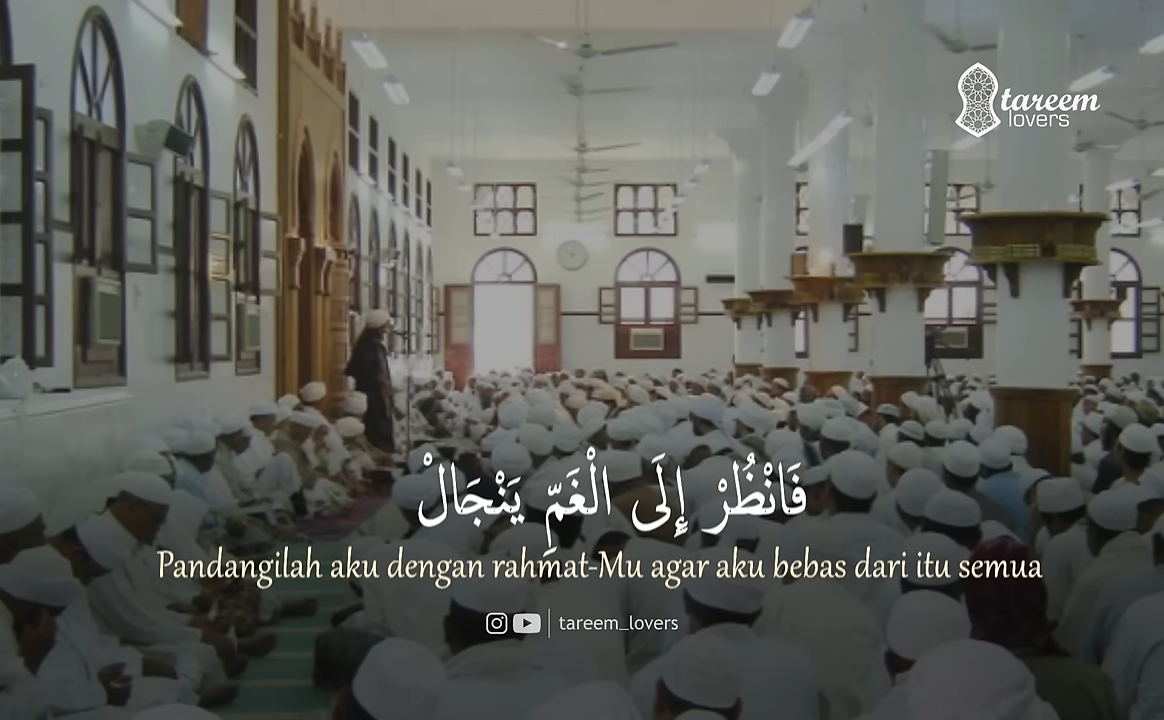 tareem
lovers
فَانْظُرْ إِلَى الْغَمِّ يَنْجَالْ
Pandangilah aku dengan rahmat-Mu agar aku bebas dari itu semua
tareem_lovers